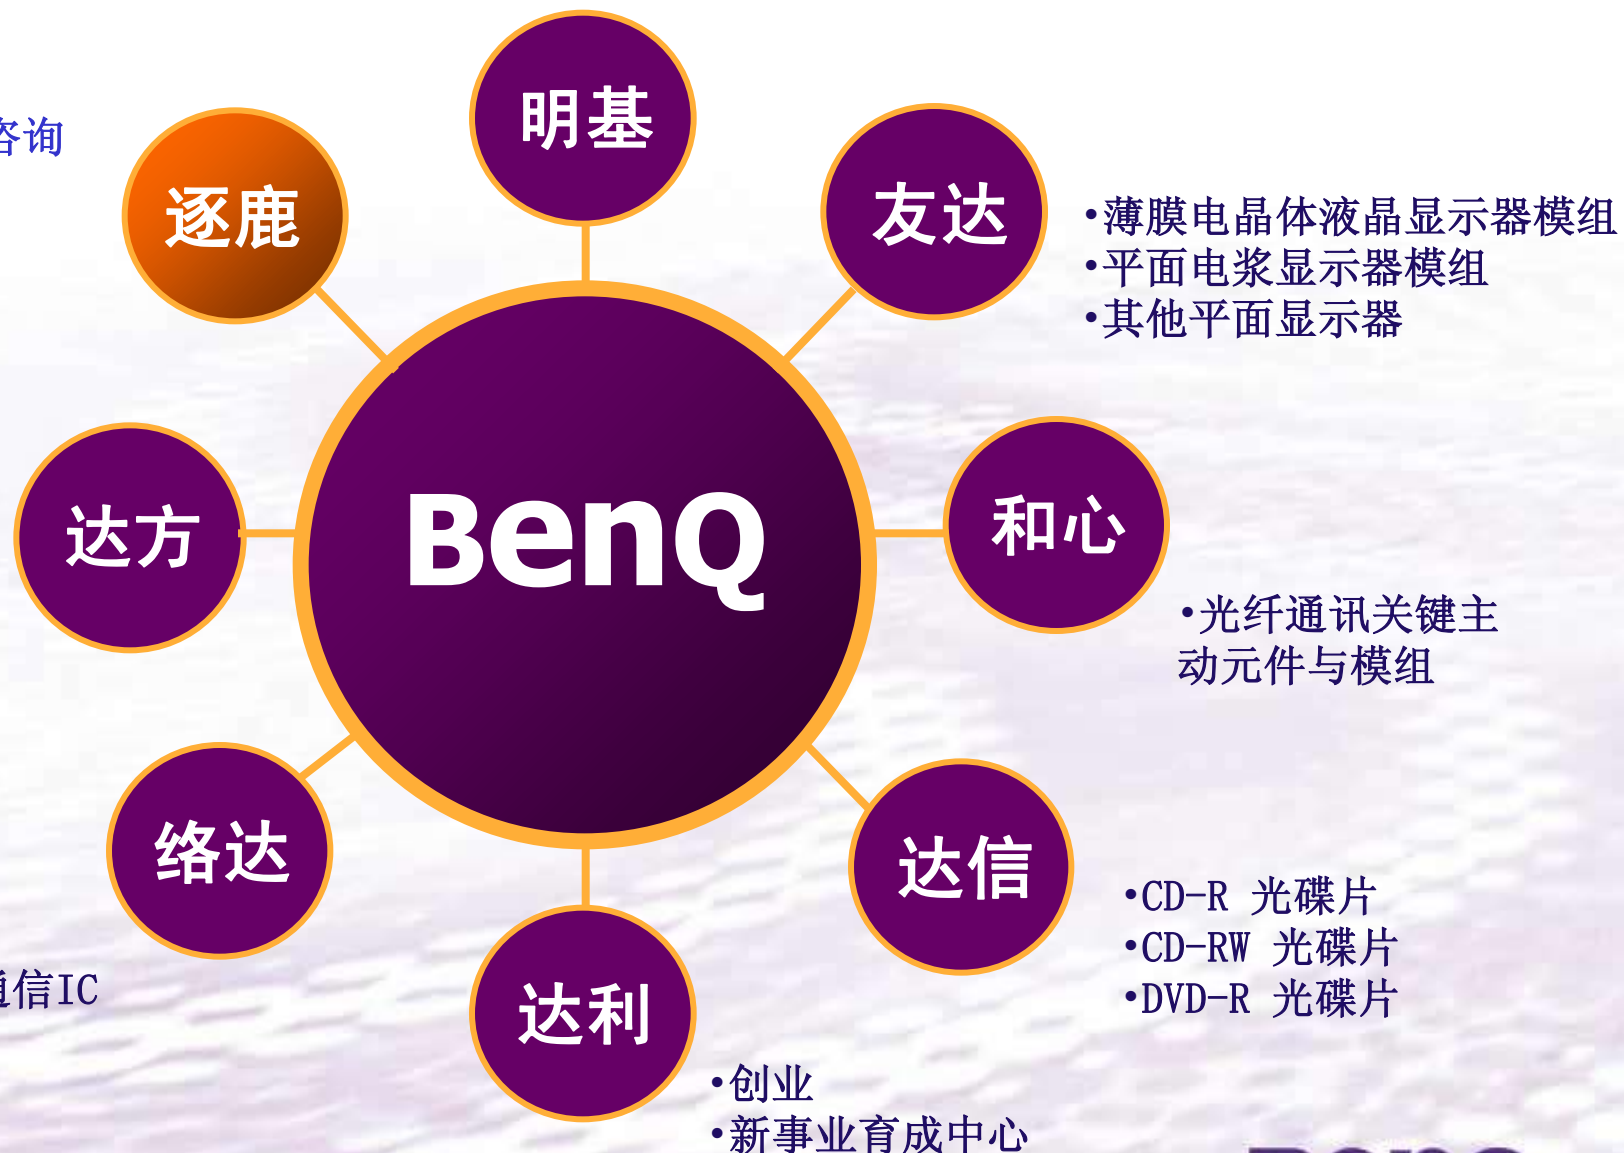 明基
咨询
逐鹿
友达
•薄膜电晶体液晶显示器模组
•平面电浆显示器模组
•其他平面显示器
BenQ
达方
和心
•光纤通讯关键主
动元件与模组
络达
达信
•CD-R 光碟片
•CD-RW 光碟片
•DVD-R 光碟片
通信IC
达利
•创业
•新事业育成中心
BenQ